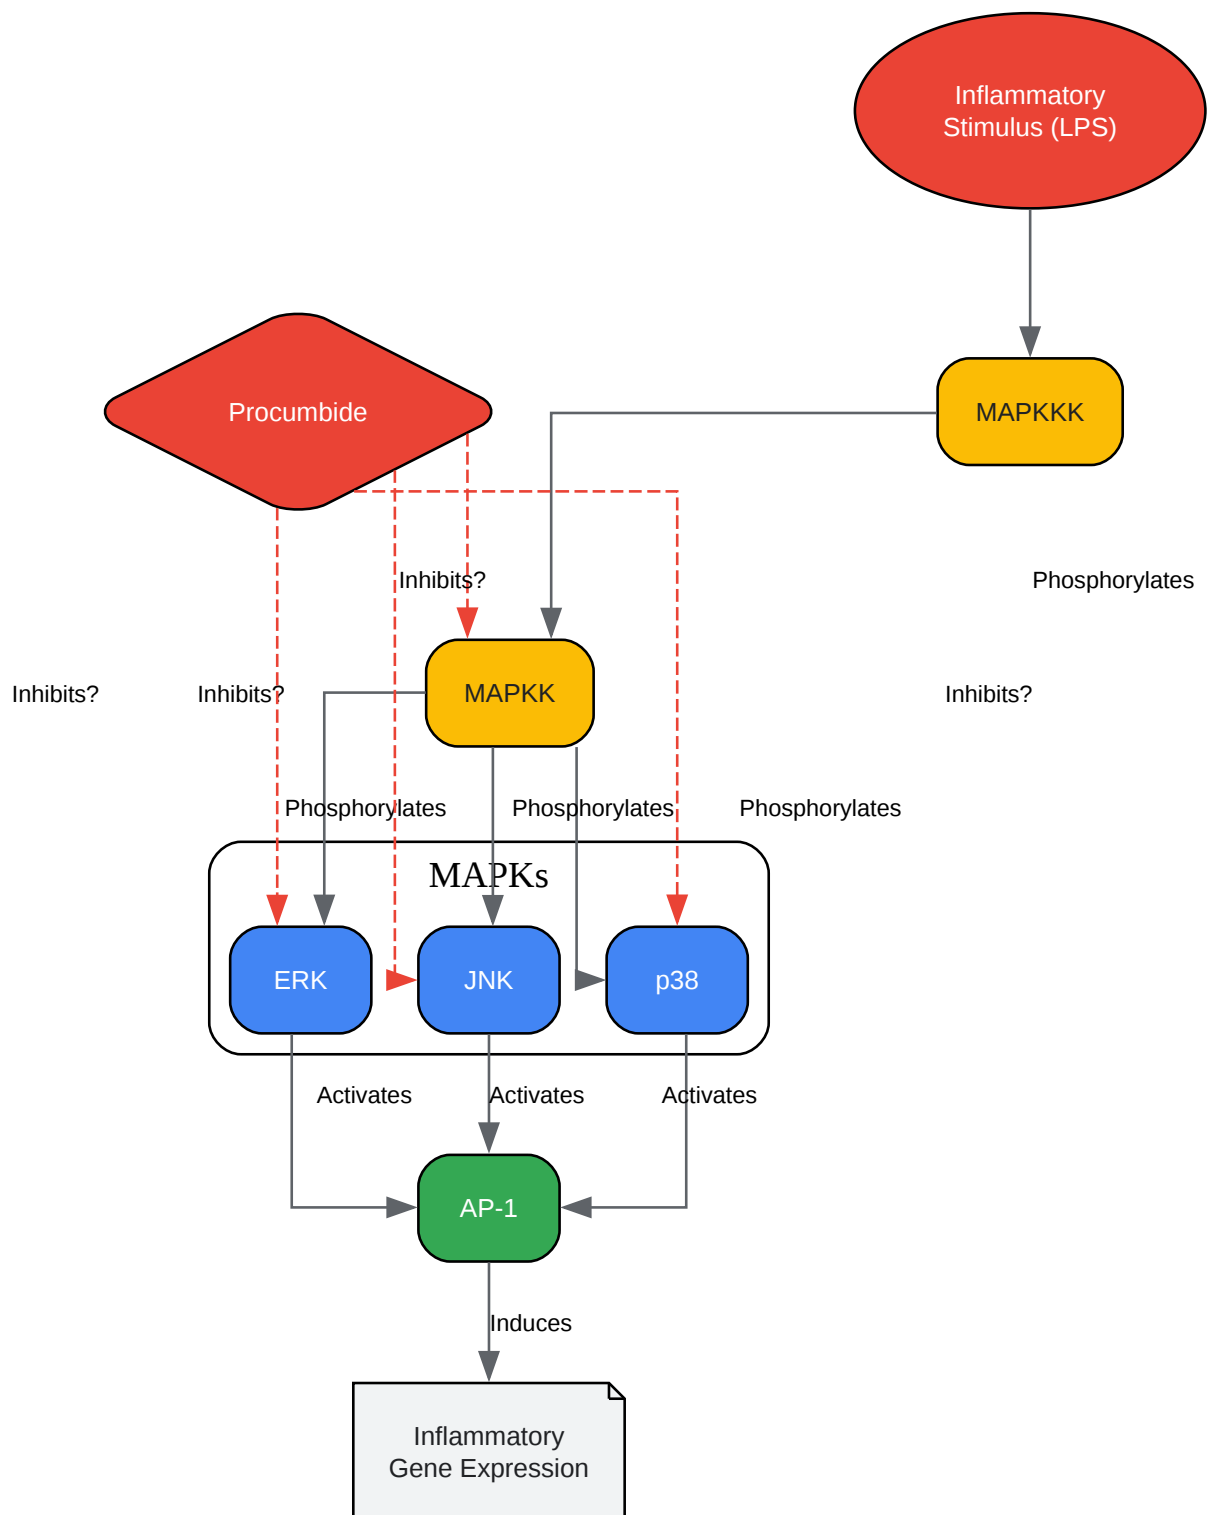 Inflammatory
Stimulus (LPS)
Procumbide
MAPKKK
Inhibits?
Phosphorylates
Inhibits?
Inhibits?
MAPKK
Inhibits?
Phosphorylates
Phosphorylates
Phosphorylates
MAPKs
ERK
JNK
p38
Activates
Activates
Activates
AP-1
Induces
Inflammatory
Gene Expression